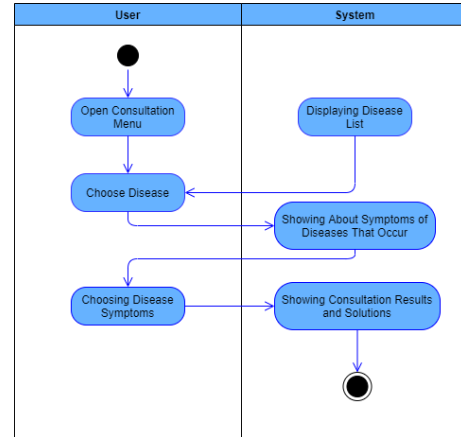 User
System
Open Consultation
Menu
Displaying Disease
List
Choose Disease
Showing About Symptoms of
Diseases That Occur
Choosing Disease
Symptoms
Showing Consultation Results
and Solutions